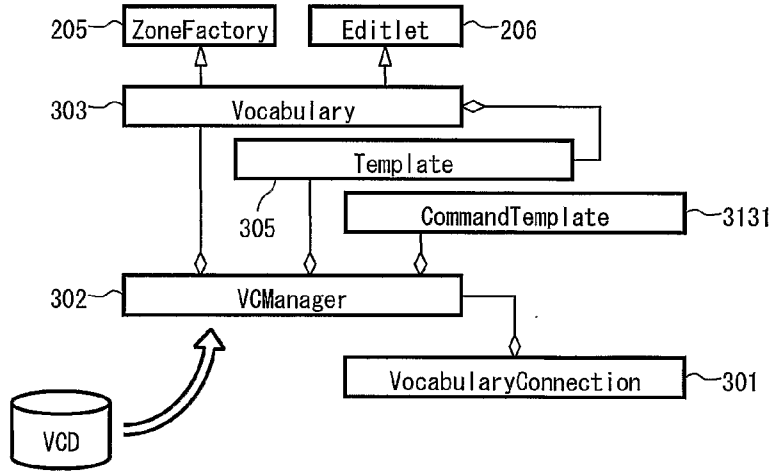 205 ZoneFactory
Editlet 206
303 Vocabulary
Template
305
CommandTemplate 3131
302 VCManager
VocabularyConnection 301
VCD